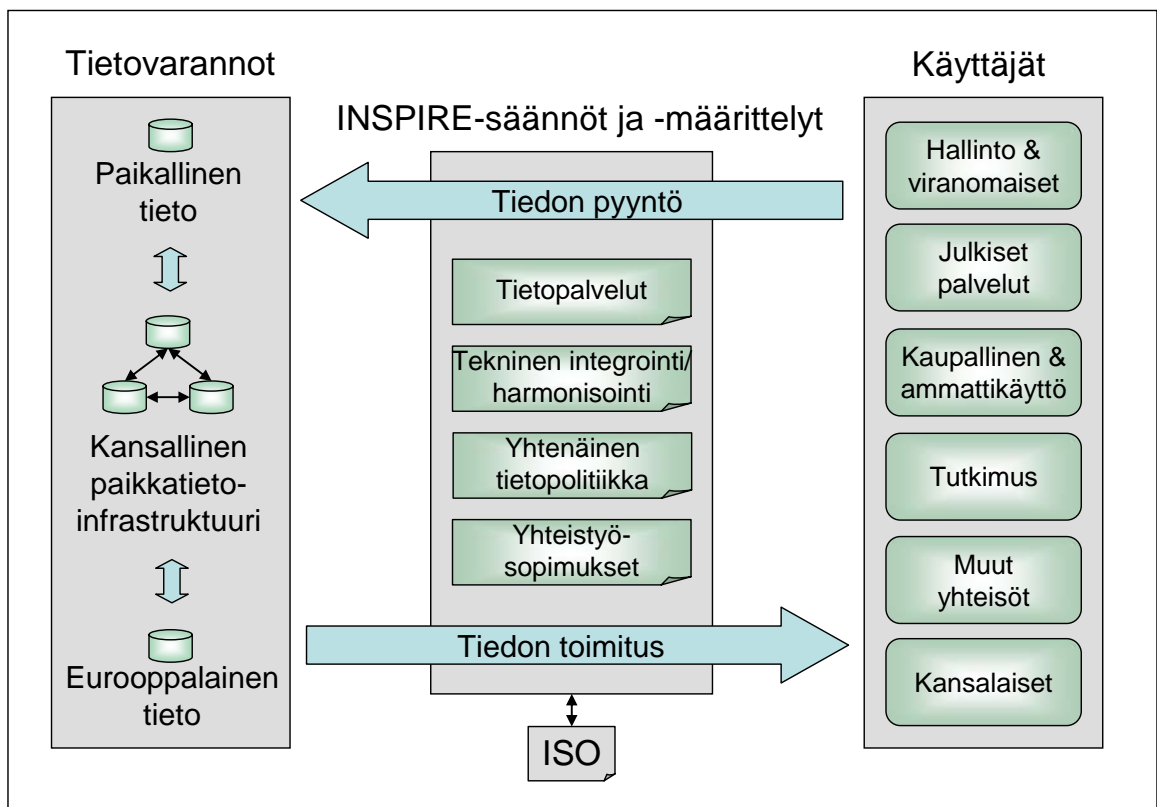 Tietovarannot
Paikallinen
tieto
Kansallinen
paikkatieto-
infrastruktuuri
Eurooppalainen
tieto
INSPIRE-säännöt ja -määrittelyt
Tiedon pyyntö
Tietopalvelut
Tekninen integrointi/
harmonisointi
Yhtenäinen
tietopolitiikka
Yhteistyö-
sopimukset
Tiedon toimitus
ISO
Käyttäjät
Hallinto &
viranomaiset
Julkiset
palvelut
Kaupallinen &
ammattikäyttö
Tutkimus
Muut
yhteisöt
Kansalaiset